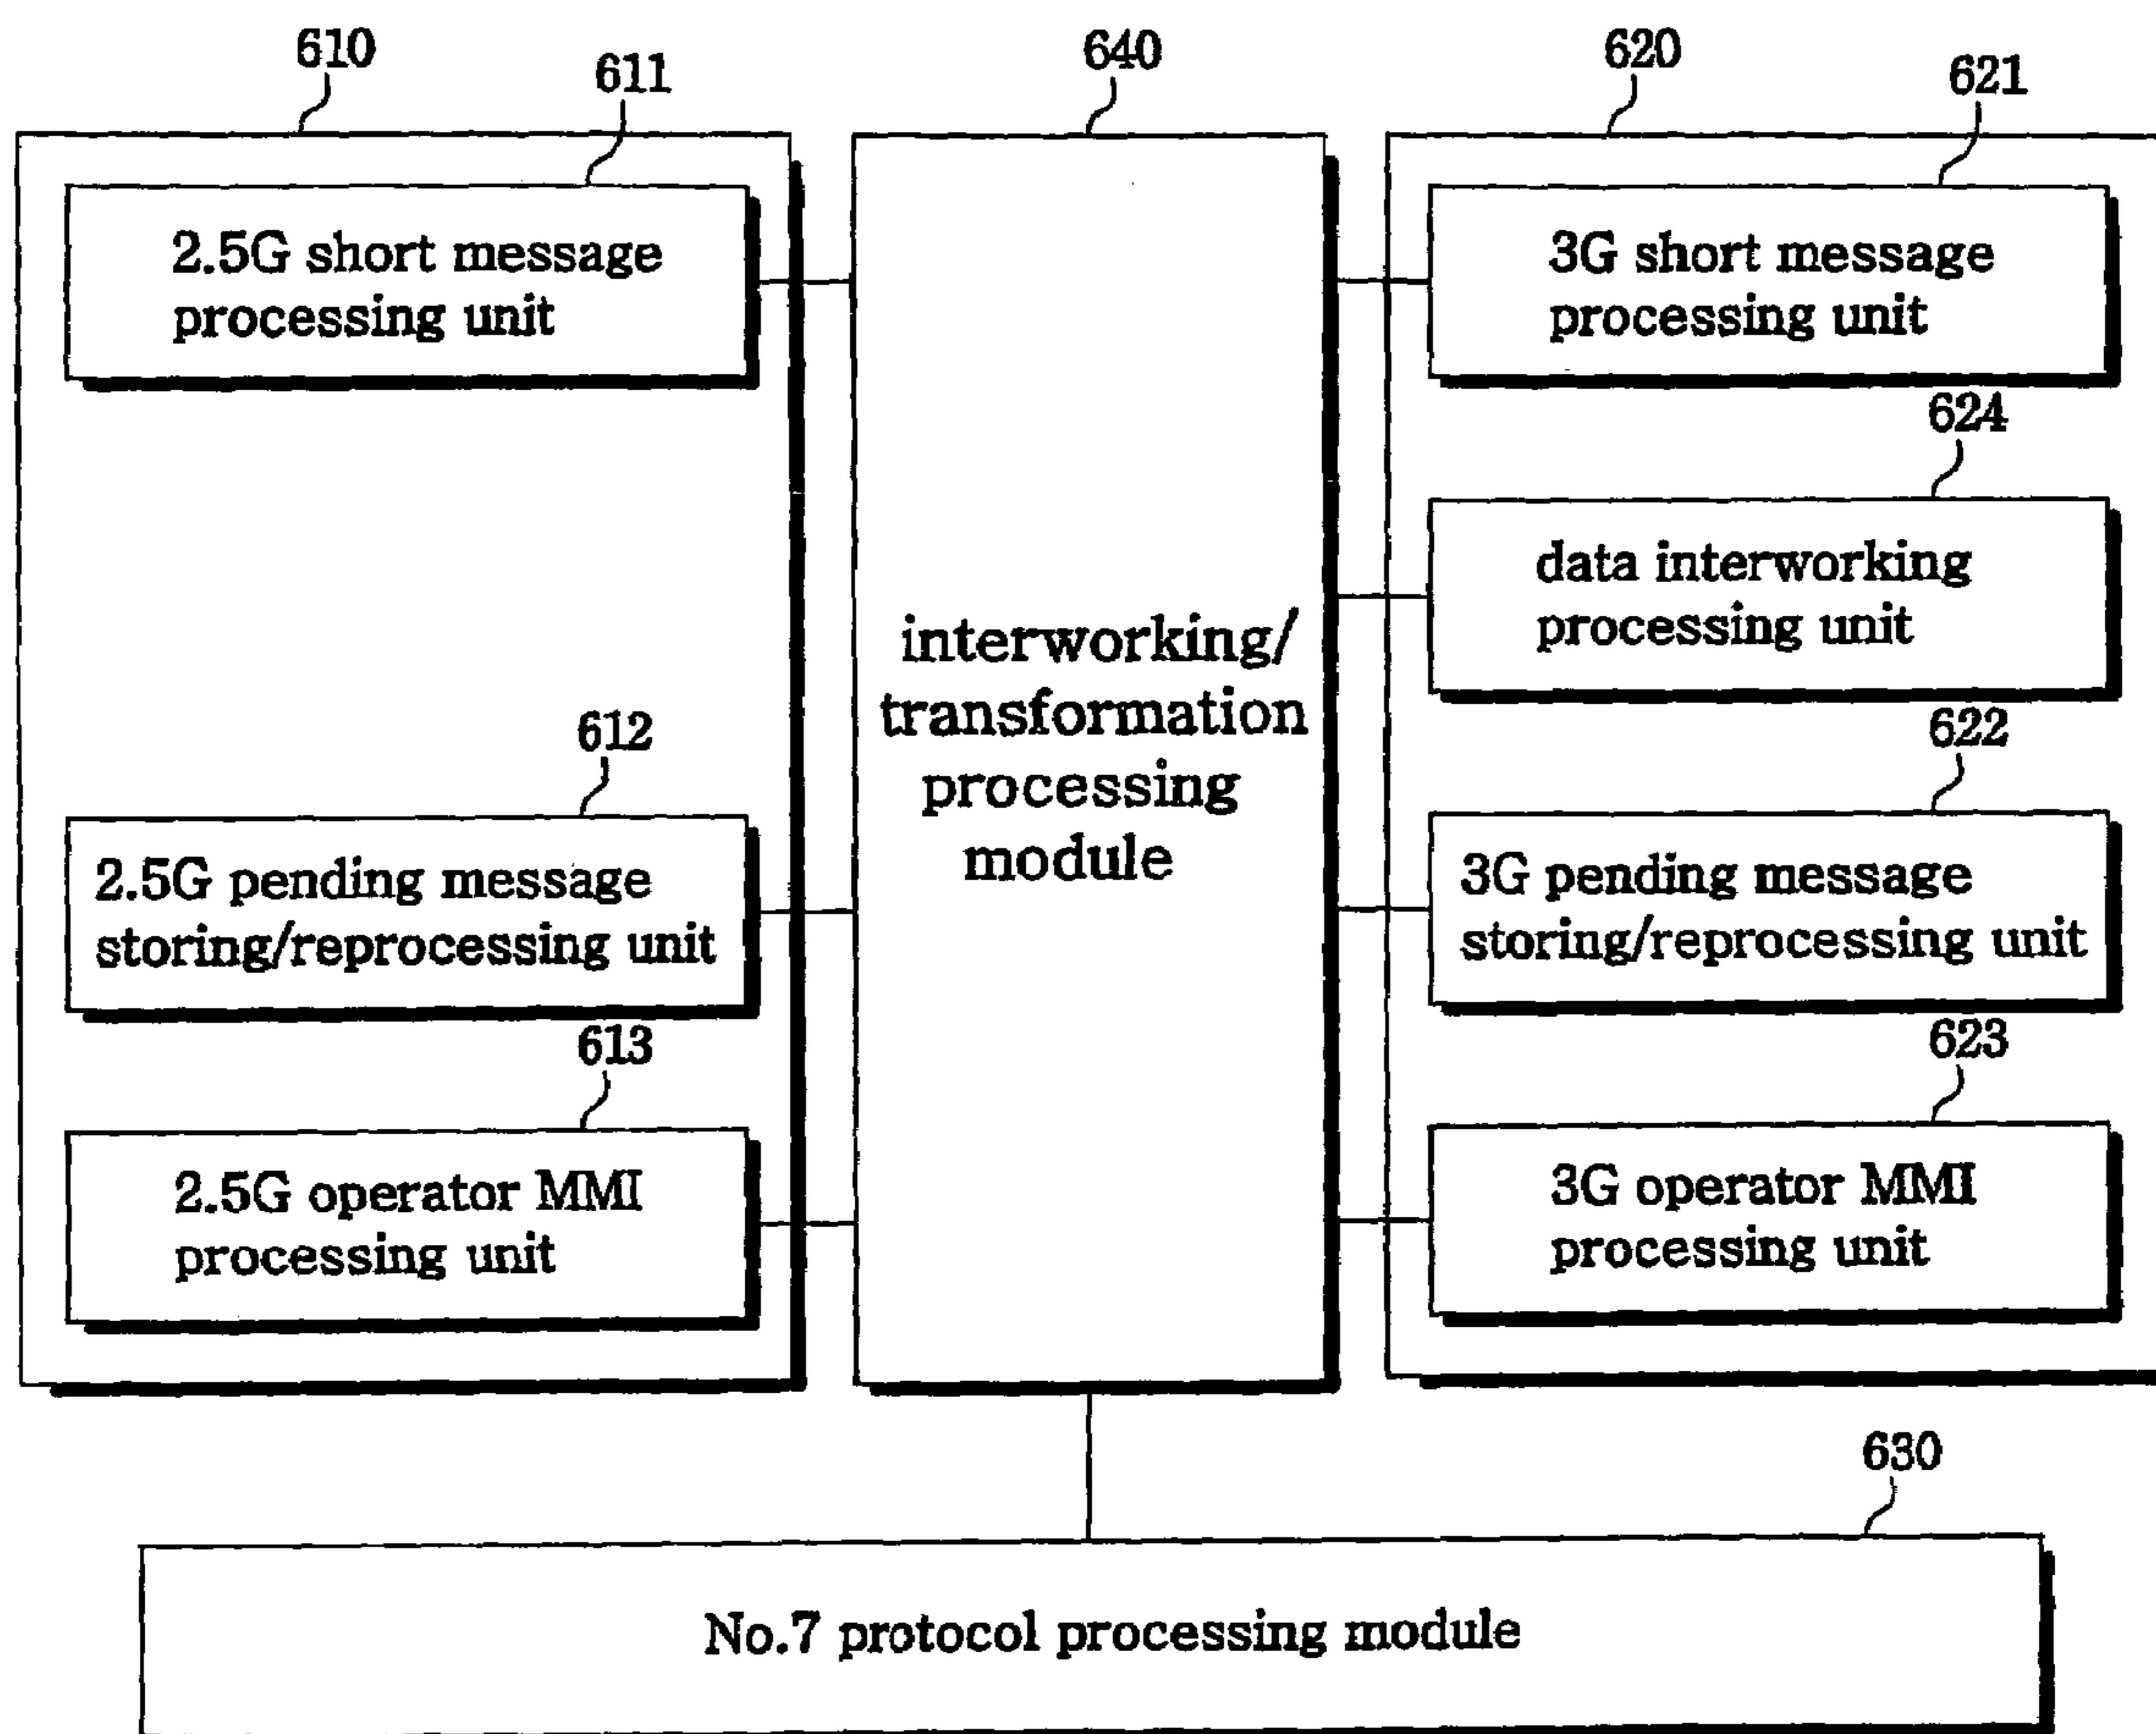 610
611
640
620
621
2.5G short message
processing unit
3G short message
processing unit
624
data interworking
processing unit
interworking/
transformation
processing
module
612
622
2.5G pending message
storing/reprocessing unit
3G pending message
storing/reprocessing unit
613
623
2.5G operator MMI
processing unit
3G operator MMI
processing unit
630
No.7 protocol processing module